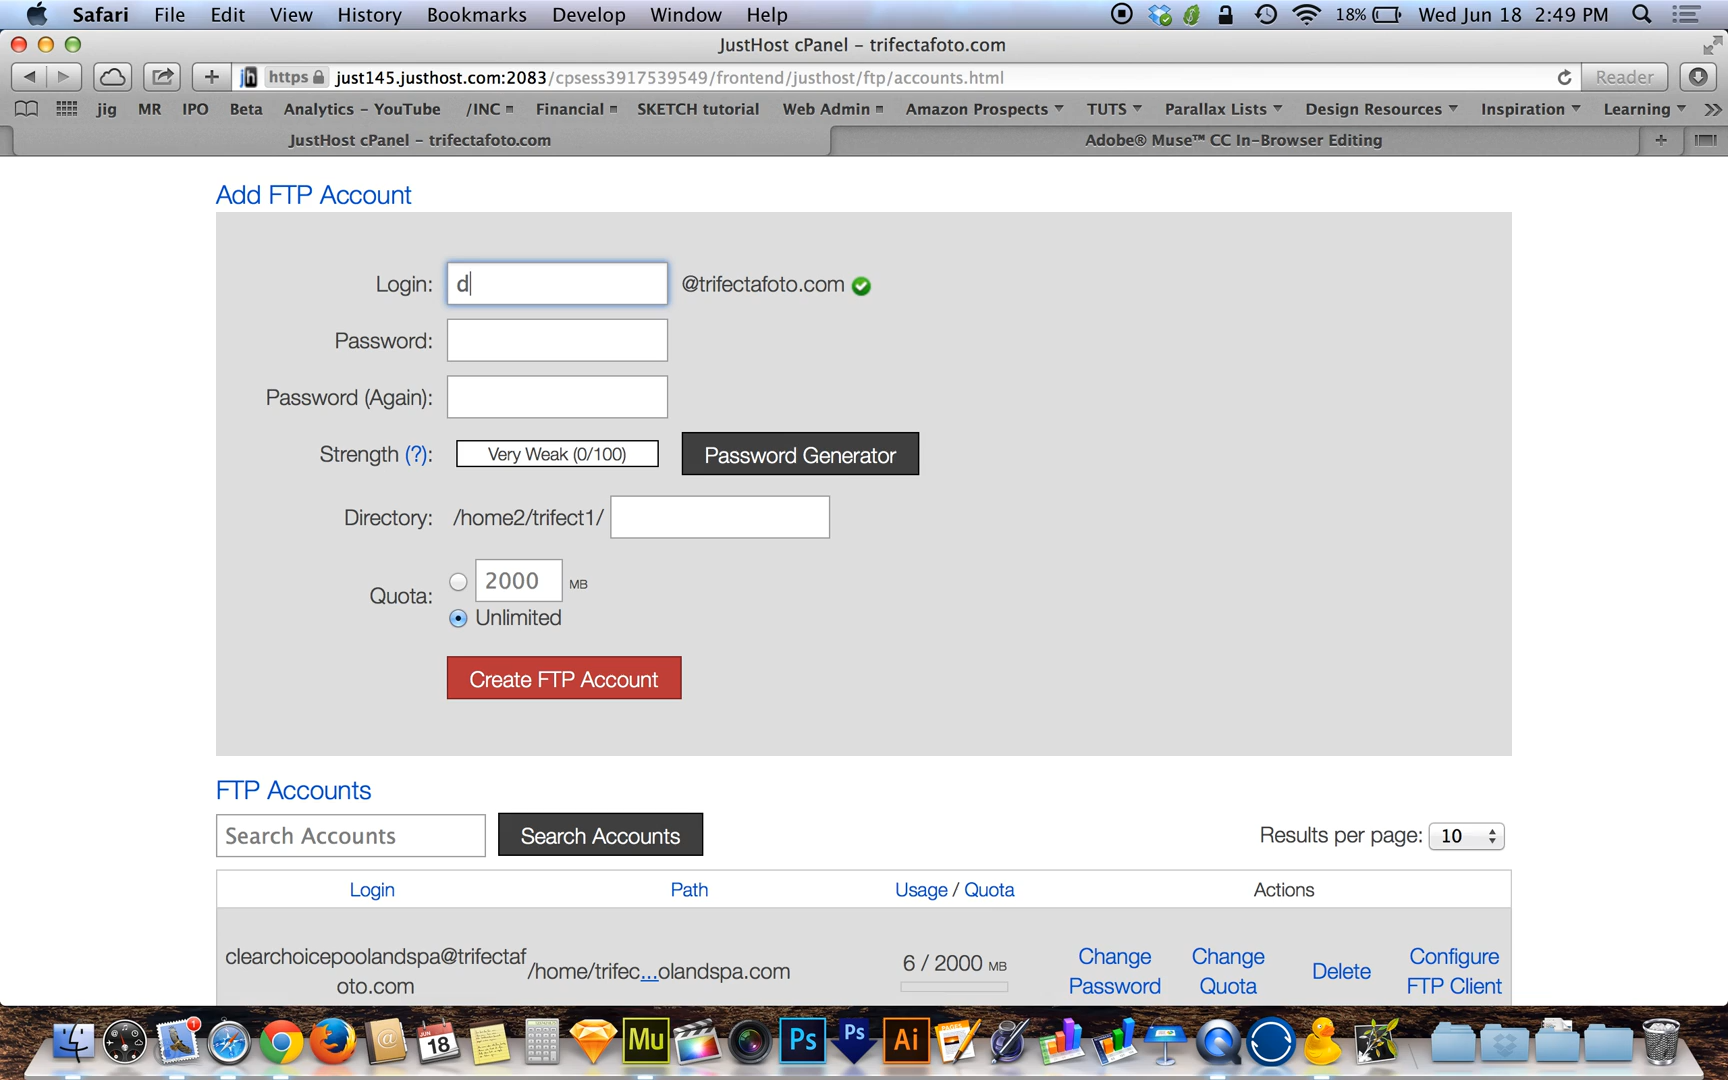 Safari File Edit View History Bookmarks Develop Window Help 18% Wed Jun 18 2:49 PM
JustHost cPanel – trifectafoto.com
https just145.justhost.com:2083/cpsess3917539549/frontend/justhost/ftp/accounts.html Reader
jig MR IPO Beta Analytics – YouTube /INC Financial SKETCH tutorial Web Admin Amazon Prospects TUTS Parallax Lists Design Resources Inspiration Learning
JustHost cPanel – trifectafoto.com Adobe® Muse™ CC In-Browser Editing
Add FTP Account
Login: d @trifectafoto.com
Password:
Password (Again):
Strength (?): Very Weak (0/100) Password Generator
Directory: /home2/trifect1/
Quota: 2000 MB
Unlimited
Create FTP Account
FTP Accounts
Search Accounts Search Accounts Results per page: 10
Login Path Usage / Quota Actions
clearchoicepoolandspa@trifectaf
oto.com /home/trifec...olandspa.com 6 / 2000 MB Change Password Change Quota Delete Configure FTP Client
1 JUN 18 Mu Ps Ps Ai PAGES